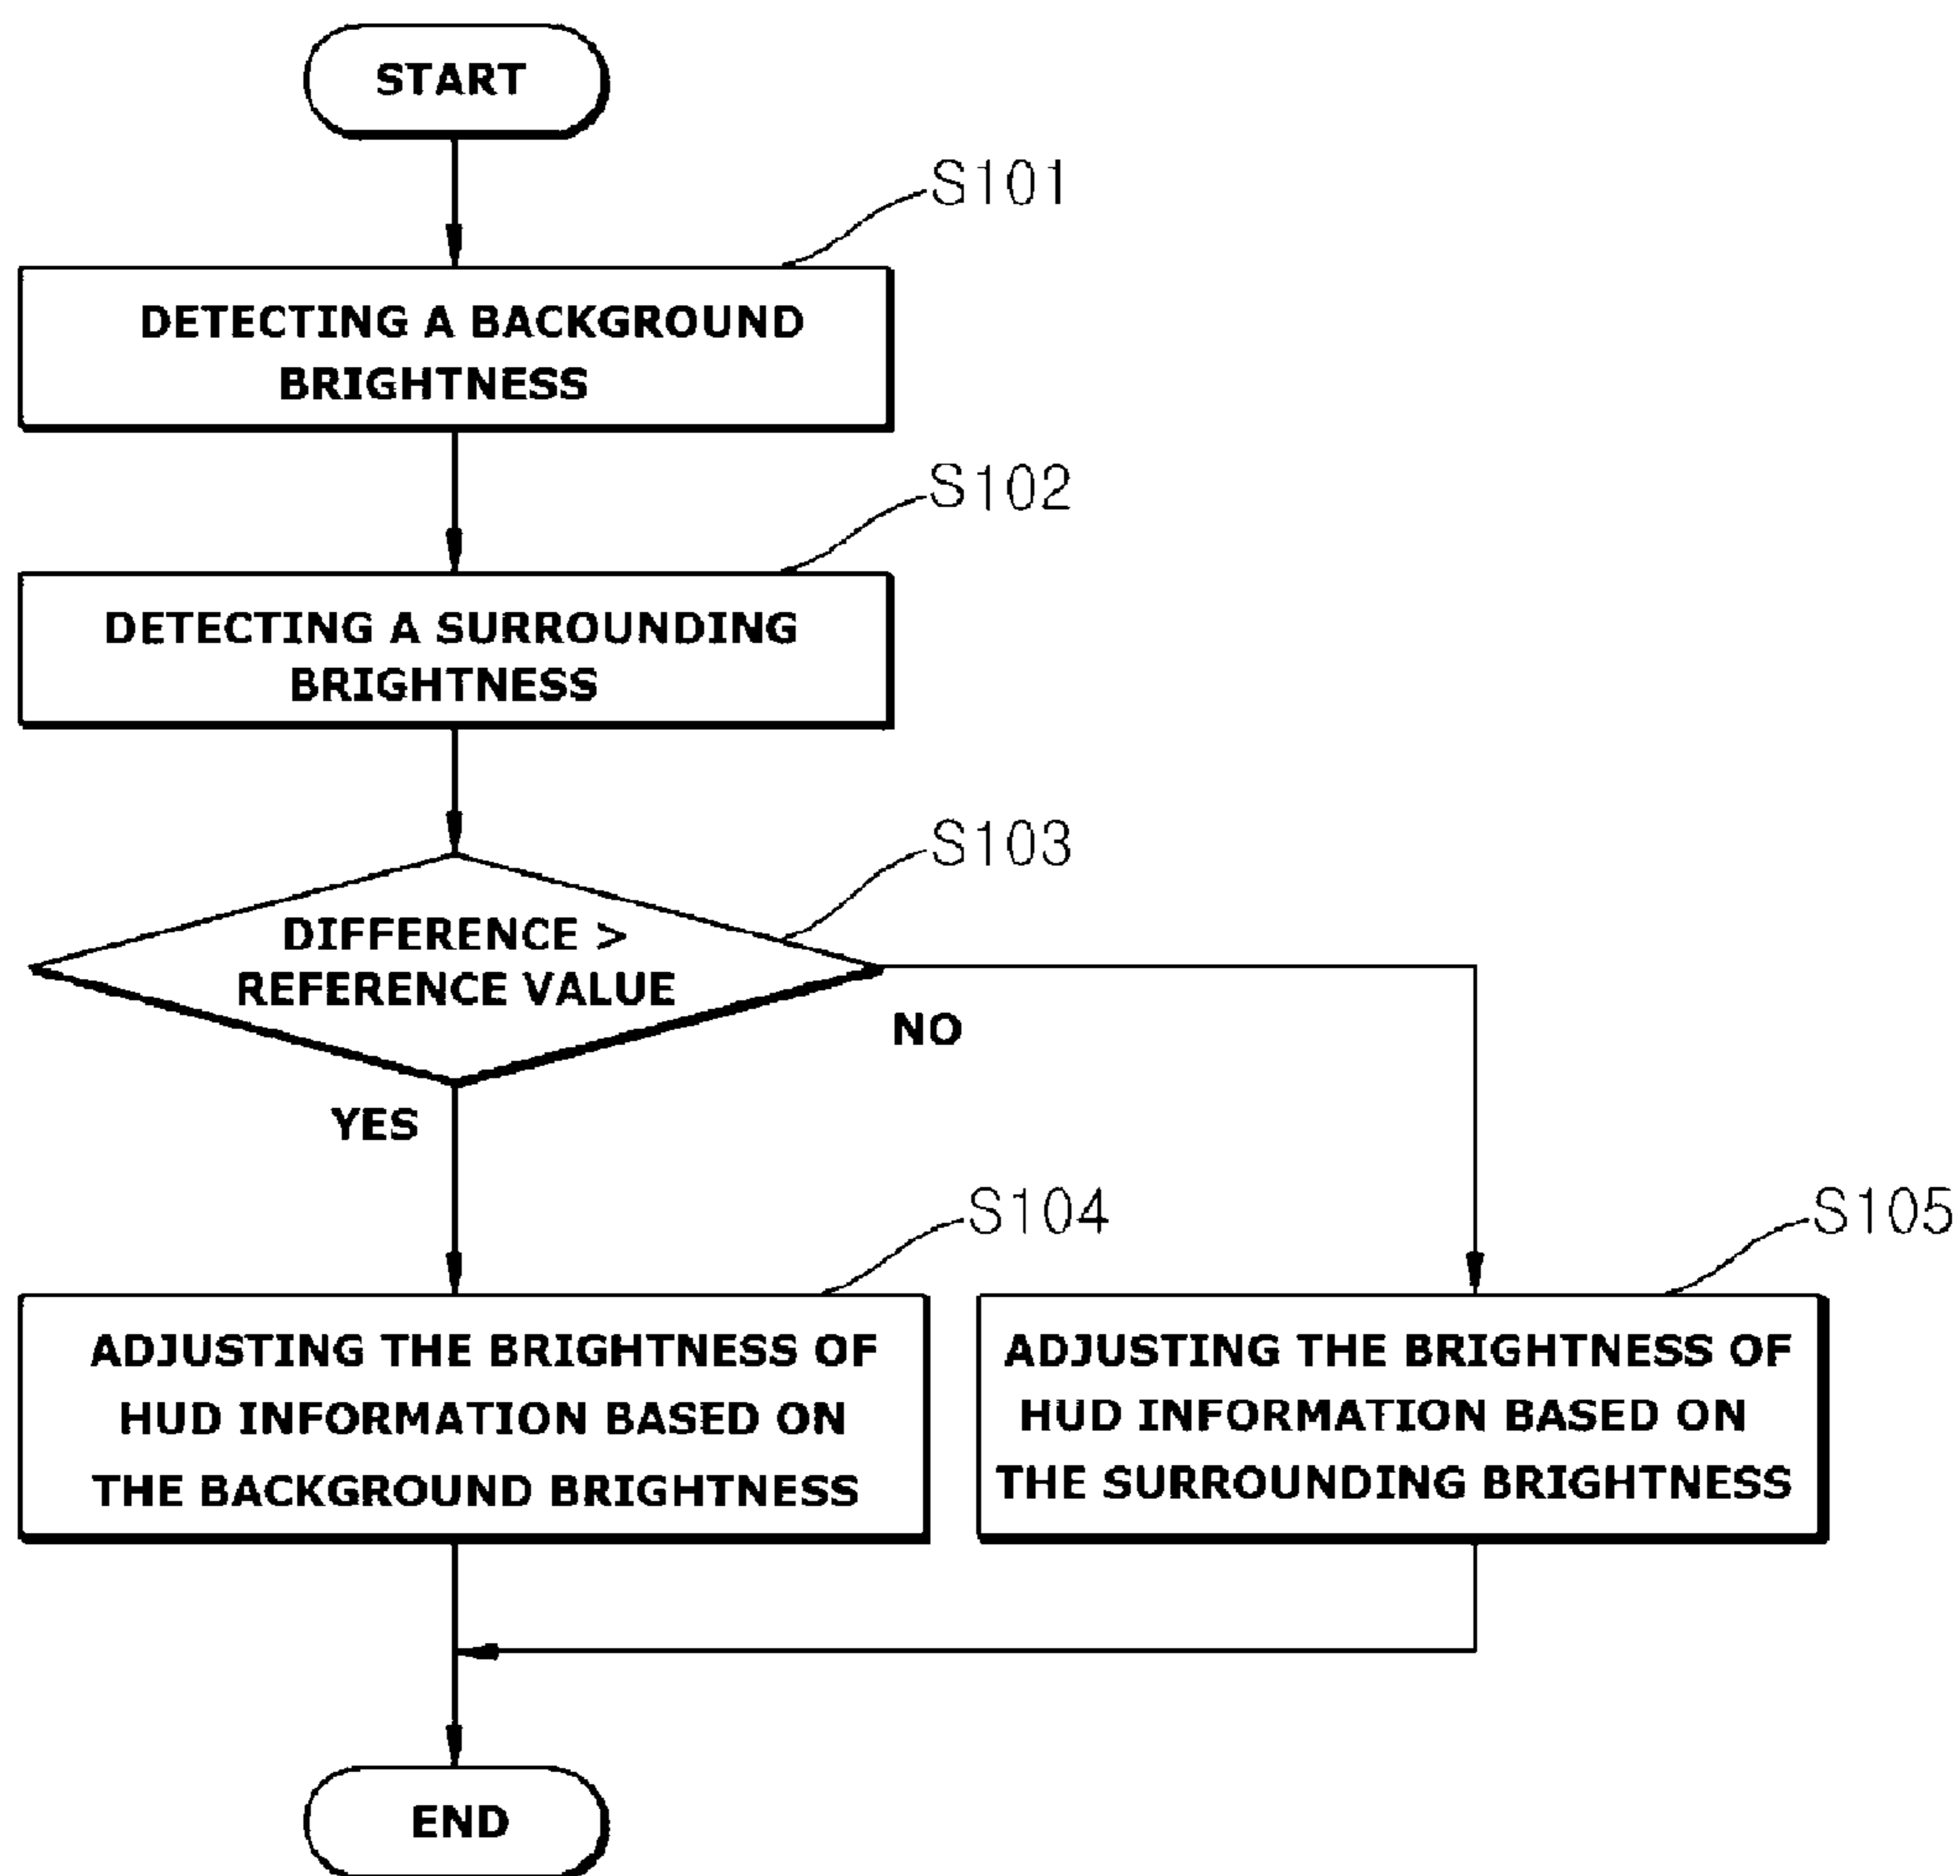 START
S101
DETECTING A BACKGROUND
BRIGHTNESS
S102
DETECTING A SURROUNDING
BRIGHTNESS
S103
DIFFERENCE >
REFERENCE VALUE
NO
YES
S104
ADJUSTING THE BRIGHTNESS OF
HUD INFORMATION BASED ON
THE BACKGROUND BRIGHTNESS
S105
ADJUSTING THE BRIGHTNESS OF
HUD INFORMATION BASED ON
THE SURROUNDING BRIGHTNESS
END